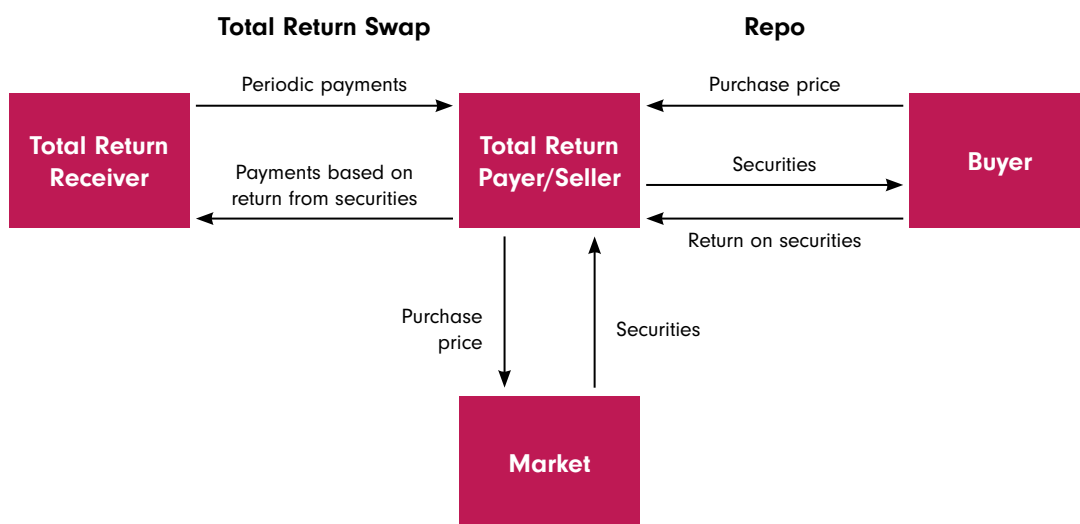 Total Return Swap
Repo
Periodic payments
Purchase price
Total Return
Receiver
Total Return
Payer/Seller
Buyer
Payments based on
return from securities
Securities
Return on securities
Purchase
price
Securities
Market